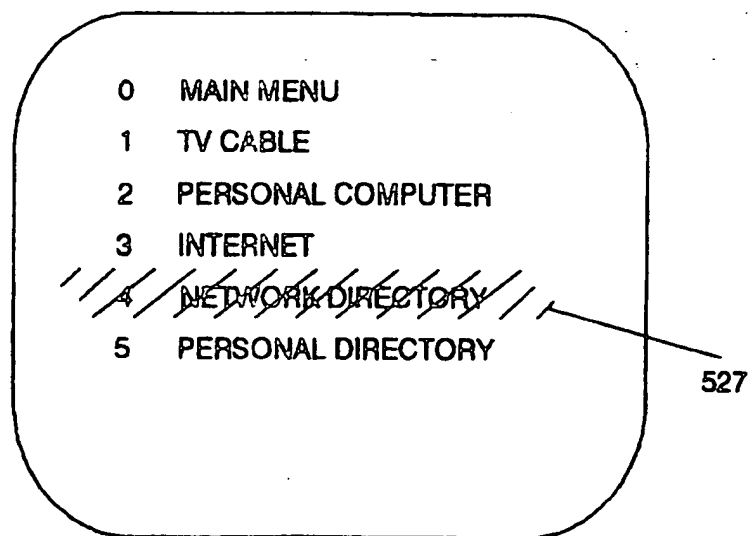 0 MAIN MENU
1 TV CABLE
2 PERSONAL COMPUTER
3 INTERNET
4 NETWORK DIRECTORY
5 PERSONAL DIRECTORY
527